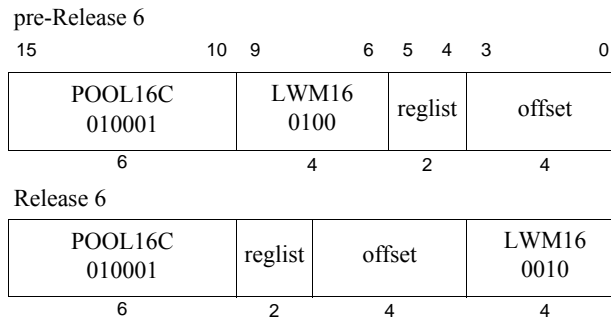 pre-Release 6
15 10 9 6 5 4 3 0
POOL16C LWM16 reglist offset
010001 0100
6 4 2 4
Release 6
POOL16C reglist offset LWM16
010001 0010
6 2 4 4